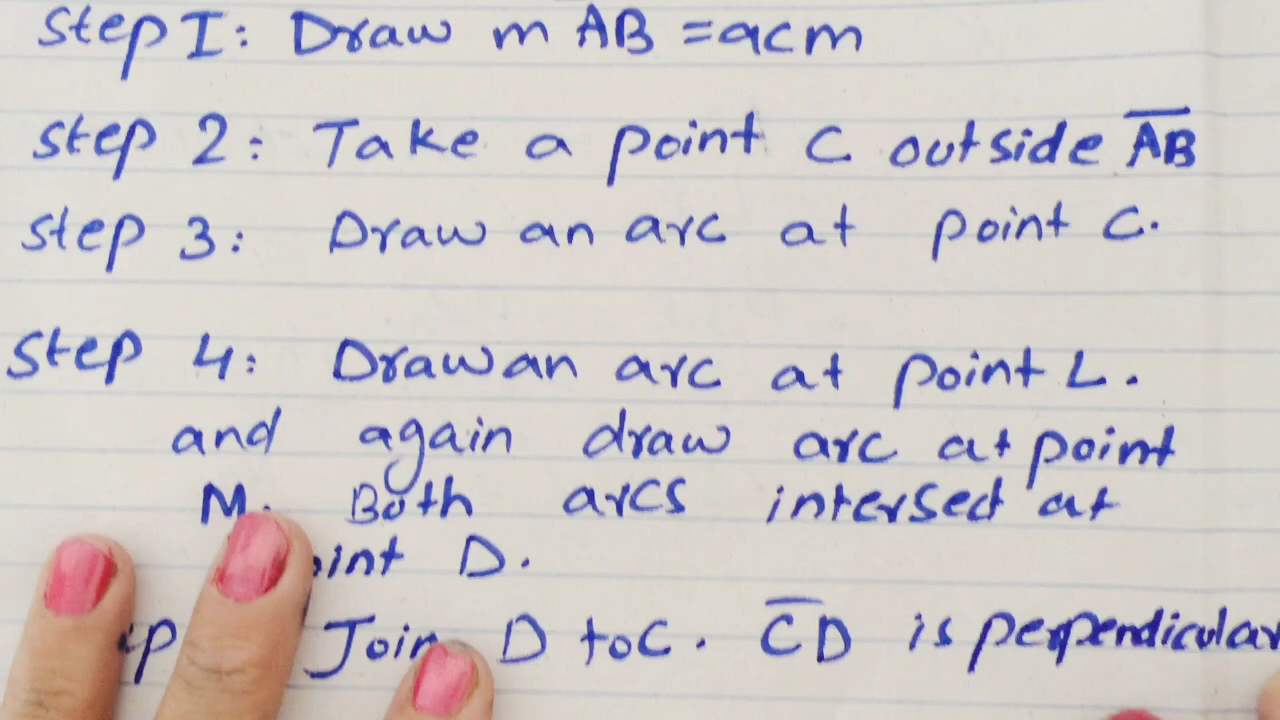 Step I: Draw m AB = 9cm
Step 2: Take a point C outside AB
Step 3: Draw an arc at point C.
Step 4: Draw an arc at point L.
and again draw arc at point
M. Both arcs intersect at
D.
Join D to C. CD is perpendicular